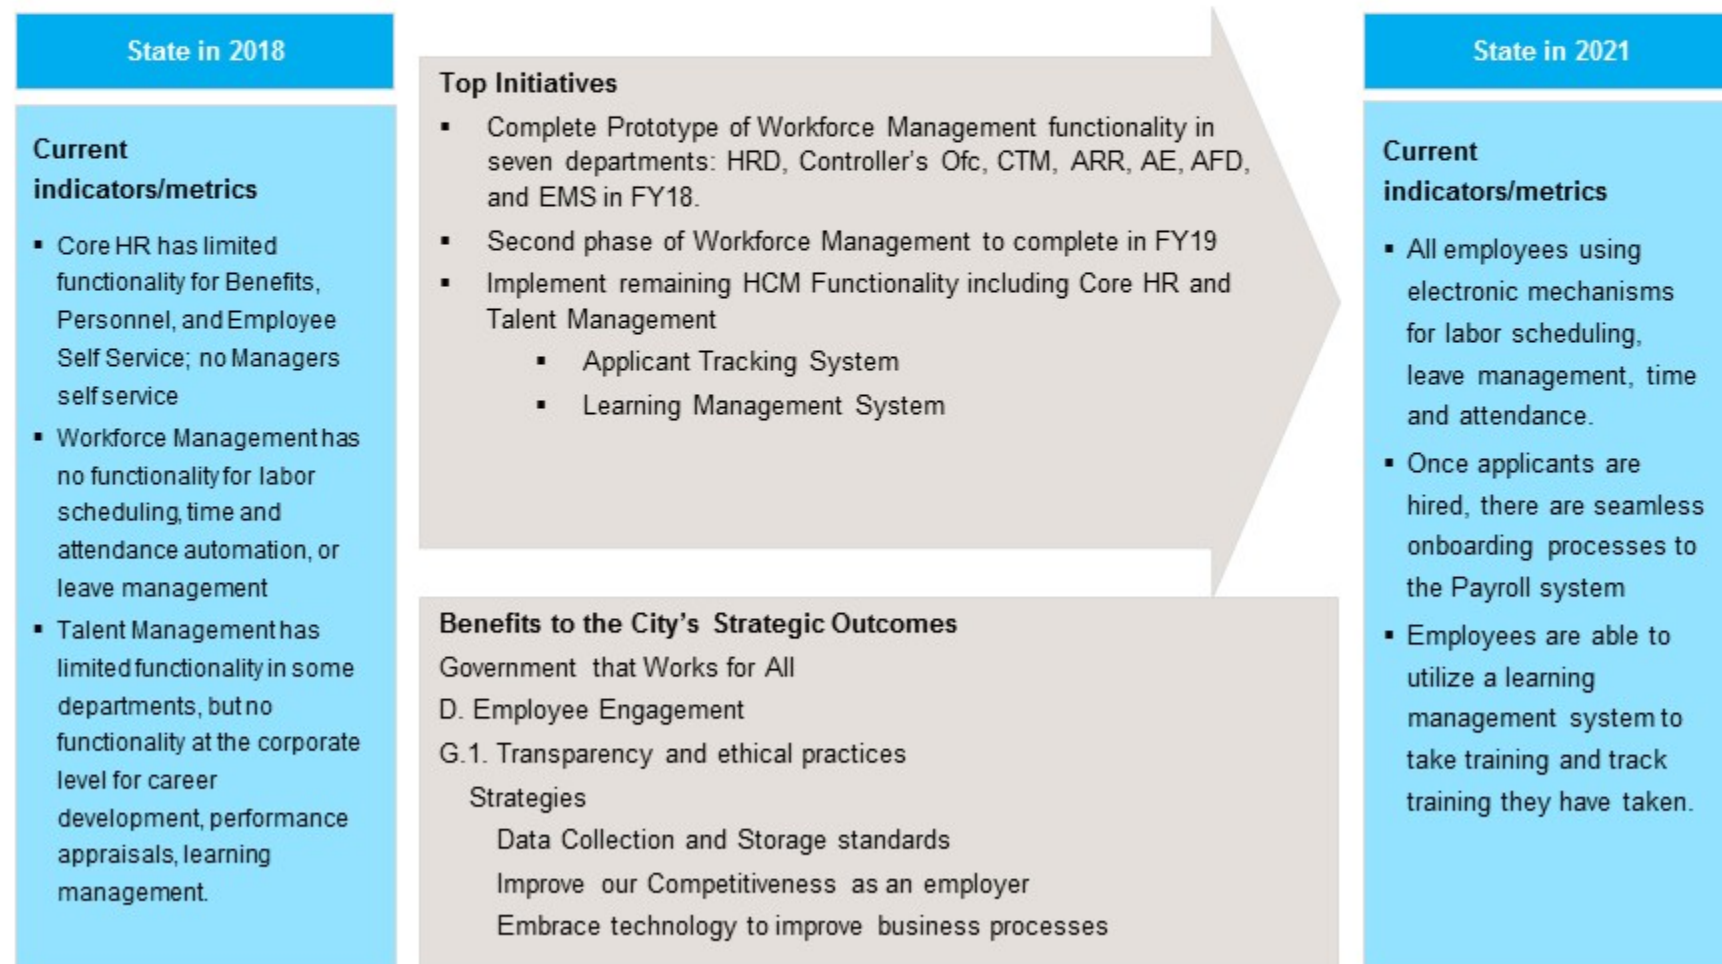 State in 2018
Current
indicators/metrics
▪ Core HR has limited
functionality for Benefits,
Personnel, and Employee
Self Service; no Managers
self service
▪ Workforce Management has
no functionality for labor
scheduling, time and
attendance automation, or
leave management
▪ Talent Management has
limited functionality in some
departments, but no
functionality at the corporate
level for career
development, performance
appraisals, learning
management.
Top Initiatives
▪ Complete Prototype of Workforce Management functionality in
seven departments: HRD, Controller's Ofc, CTM, ARR, AE, AFD,
and EMS in FY18.
▪ Second phase of Workforce Management to complete in FY19
▪ Implement remaining HCM Functionality including Core HR and
Talent Management
▪ Applicant Tracking System
▪ Learning Management System
Benefits to the City's Strategic Outcomes
Government that Works for All
D. Employee Engagement
G.1. Transparency and ethical practices
Strategies
Data Collection and Storage standards
Improve our Competitiveness as an employer
Embrace technology to improve business processes
State in 2021
Current
indicators/metrics
▪ All employees using
electronic mechanisms
for labor scheduling,
leave management, time
and attendance.
▪ Once applicants are
hired, there are seamless
onboarding processes to
the Payroll system
▪ Employees are able to
utilize a learning
management system to
take training and track
training they have taken.